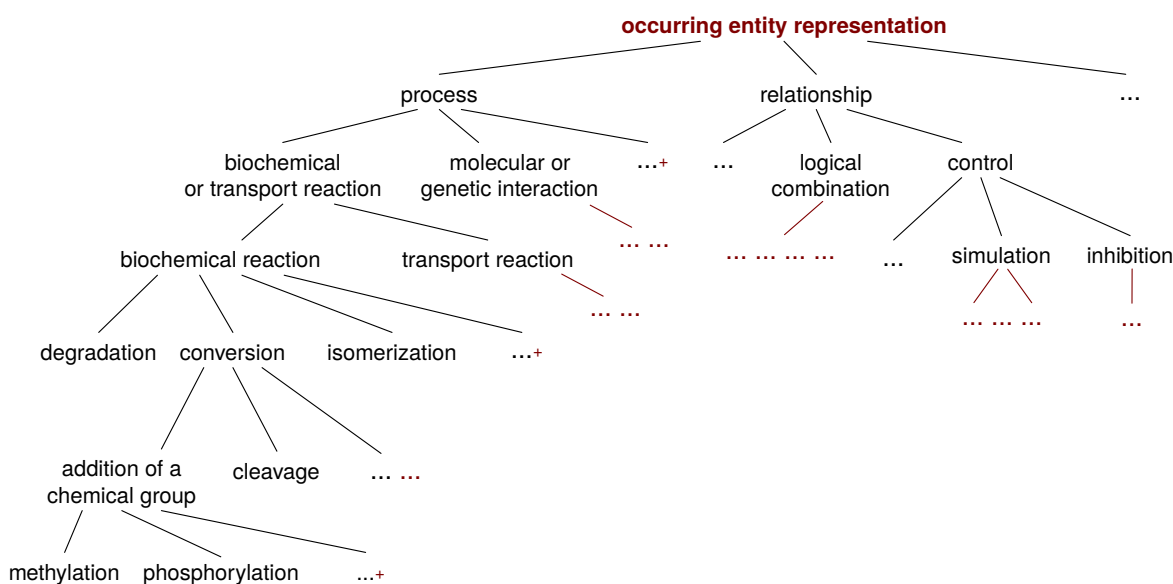 occurring entity representation
process
relationship
...
biochemical
or transport reaction
molecular or
genetic interaction
...+
...
logical
combination
control
... ...
biochemical reaction
transport reaction
... ... ... ...
...
simulation
inhibition
... ...
... ... ...
...
degradation
conversion
isomerization
...+
addition of a
chemical group
cleavage
... ...
methylation
phosphorylation
...+